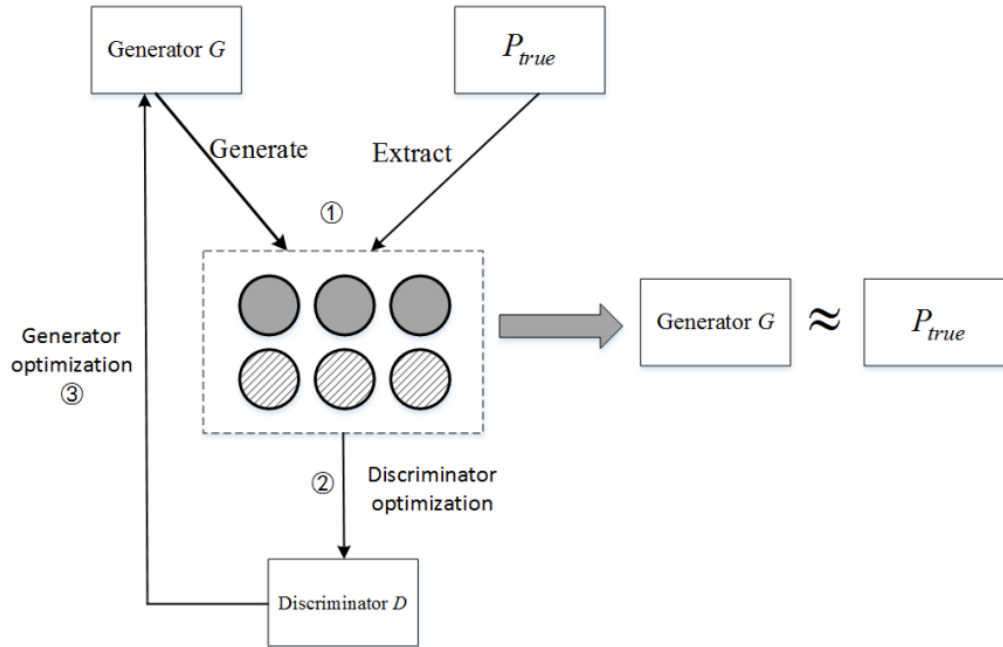 Generator G
P_true
Generate
Extract
①
Generator
optimization
③
Generator G
≈
P_true
②
Discriminator
optimization
Discriminator D